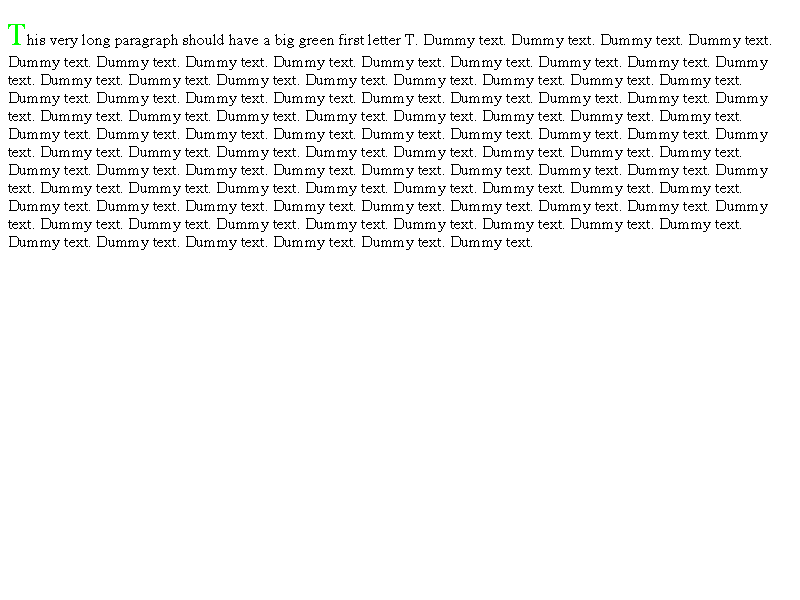 This very long paragraph should have a big green first letter T. Dummy text. Dummy text. Dummy text. Dummy text.
Dummy text. Dummy text. Dummy text. Dummy text. Dummy text. Dummy text. Dummy text. Dummy text. Dummy
text. Dummy text. Dummy text. Dummy text. Dummy text. Dummy text. Dummy text. Dummy text. Dummy text.
Dummy text. Dummy text. Dummy text. Dummy text. Dummy text. Dummy text. Dummy text. Dummy text. Dummy
text. Dummy text. Dummy text. Dummy text. Dummy text. Dummy text. Dummy text. Dummy text. Dummy text.
Dummy text. Dummy text. Dummy text. Dummy text. Dummy text. Dummy text. Dummy text. Dummy text. Dummy
text. Dummy text. Dummy text. Dummy text. Dummy text. Dummy text. Dummy text. Dummy text. Dummy text.
Dummy text. Dummy text. Dummy text. Dummy text. Dummy text. Dummy text. Dummy text. Dummy text. Dummy
text. Dummy text. Dummy text. Dummy text. Dummy text. Dummy text. Dummy text. Dummy text. Dummy text.
Dummy text. Dummy text. Dummy text. Dummy text. Dummy text. Dummy text. Dummy text. Dummy text. Dummy
text. Dummy text. Dummy text. Dummy text. Dummy text. Dummy text. Dummy text. Dummy text. Dummy text.
Dummy text. Dummy text. Dummy text. Dummy text. Dummy text. Dummy text.